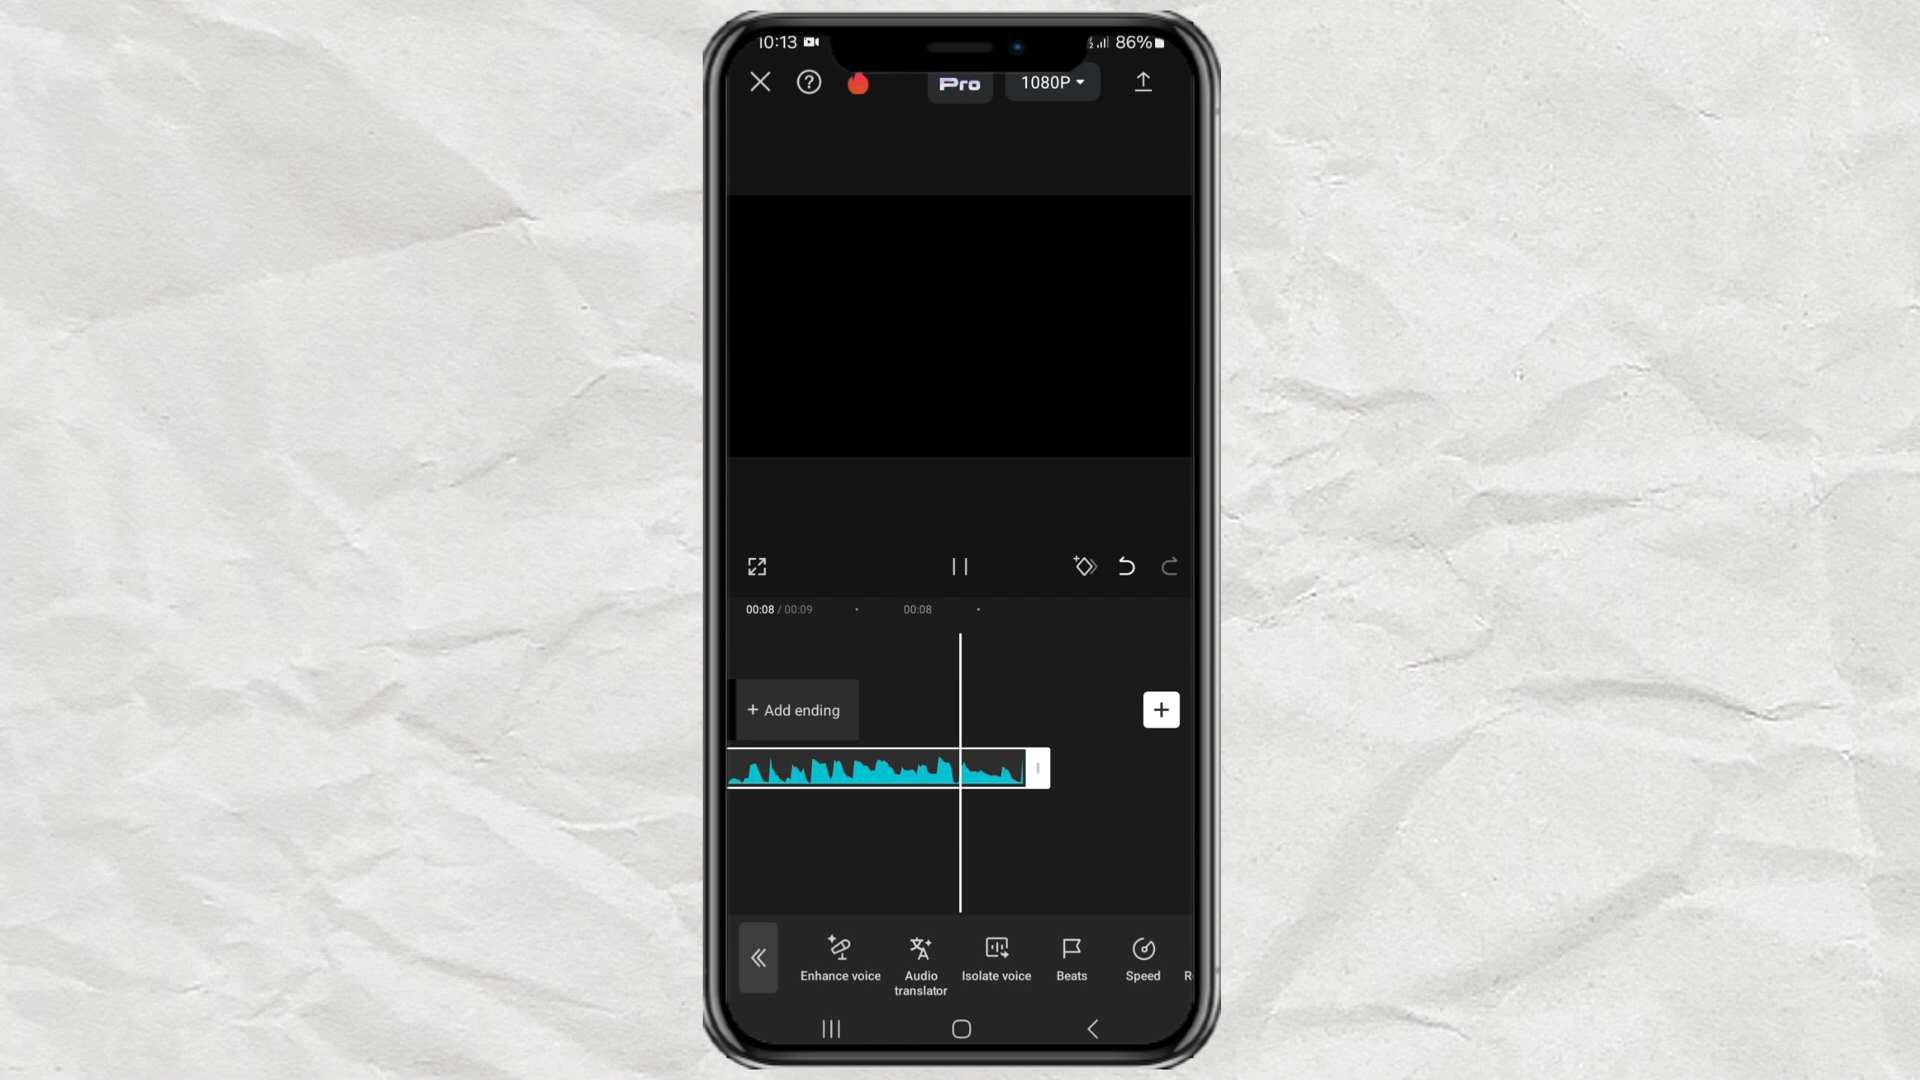 10:13
86%
Pro
1080P
00:08 / 00:09
00:08
+ Add ending
Enhance voice
Audio
translator
Isolate voice
Beats
Speed
R